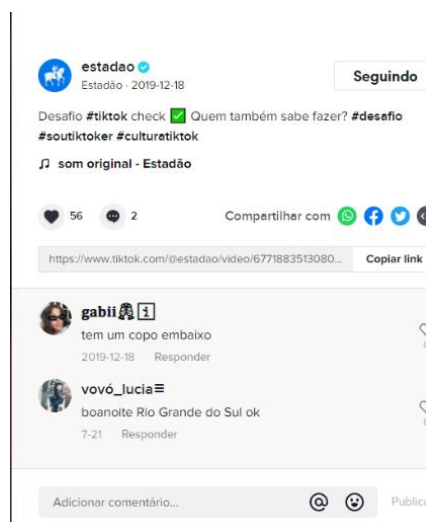 estadao
Estadão · 2019-12-18
Seguindo
Desafio #tiktok check ✅ Quem também sabe fazer? #desafio
#soutiktoker #culturatiktok
♫ som original - Estadão
56
2
Compartilhar com
https://www.tiktok.com/@estadao/video/6771883513080...
Copiar link
gabii
tem um copo embaixo
2019-12-18 Responder
vovó_lucia
boanoite Rio Grande do Sul ok
7-21 Responder
Adicionar comentário...
@
Publica